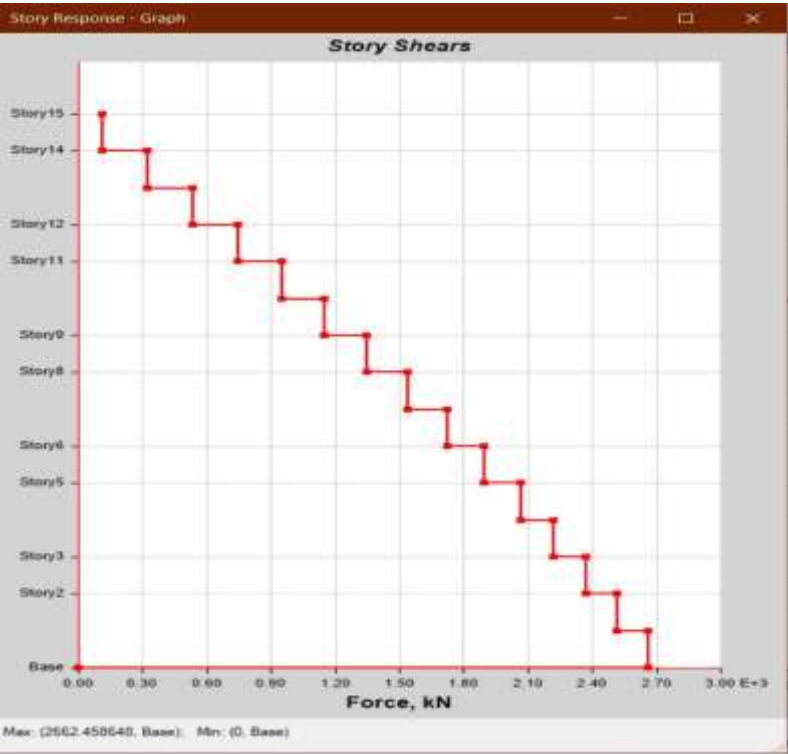 Story Response - Graph
Story Shears
Story15
Story14
Story12
Story11
Story9
Story8
Story6
Story5
Story3
Story2
Base
0.00 0.30 0.60 0.90 1.20 1.50 1.80 2.10 2.40 2.70 3.00 E+3
Force, kN
Max: (2662.458648, Base); Min: (0, Base)